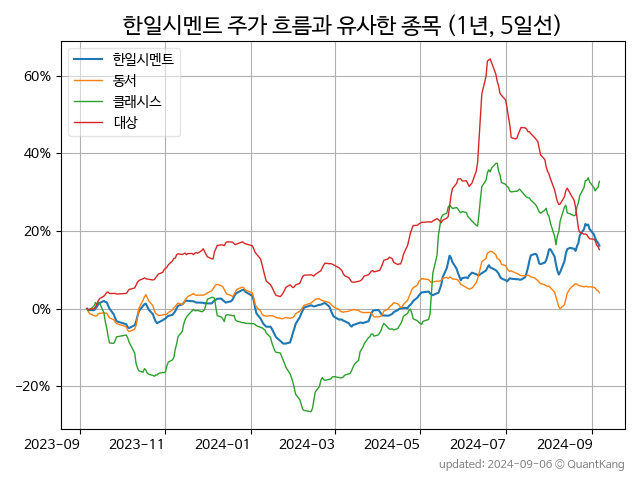 한일시멘트 주가 흐름과 유사한 종목 (1년, 5일선)
한일시멘트
동서
클래시스
대상
60%
40%
20%
0%
−20%
2023-09 2023-11 2024-01 2024-03 2024-05 2024-07 2024-09
updated: 2024-09-06 © QuantKang